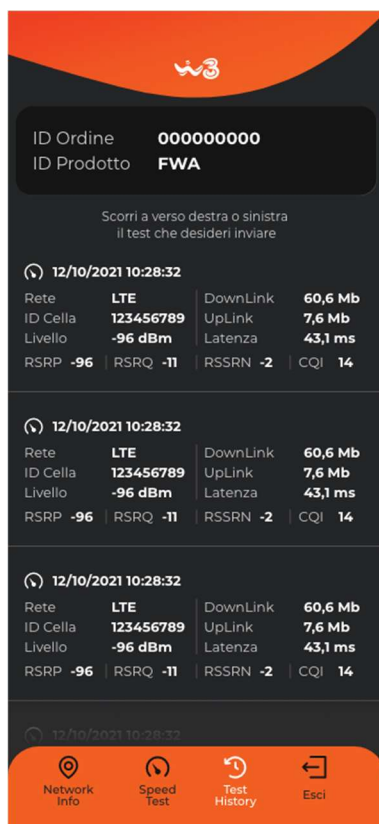 W3
ID Ordine 000000000
ID Prodotto FWA
Scorri a verso destra o sinistra
il test che desideri inviare
12/10/2021 10:28:32
Rete LTE DownLink 60,6 Mb
ID Cella 123456789 UpLink 7,6 Mb
Livello -96 dBm Latenza 43,1 ms
RSRP -96 RSRQ -11 RSSRN -2 CQI 14
12/10/2021 10:28:32
Rete LTE DownLink 60,6 Mb
ID Cella 123456789 UpLink 7,6 Mb
Livello -96 dBm Latenza 43,1 ms
RSRP -96 RSRQ -11 RSSRN -2 CQI 14
12/10/2021 10:28:32
Rete LTE DownLink 60,6 Mb
ID Cella 123456789 UpLink 7,6 Mb
Livello -96 dBm Latenza 43,1 ms
RSRP -96 RSRQ -11 RSSRN -2 CQI 14
12/10/2021 10:28:32
Network Info
Speed Test
Test History
Esci